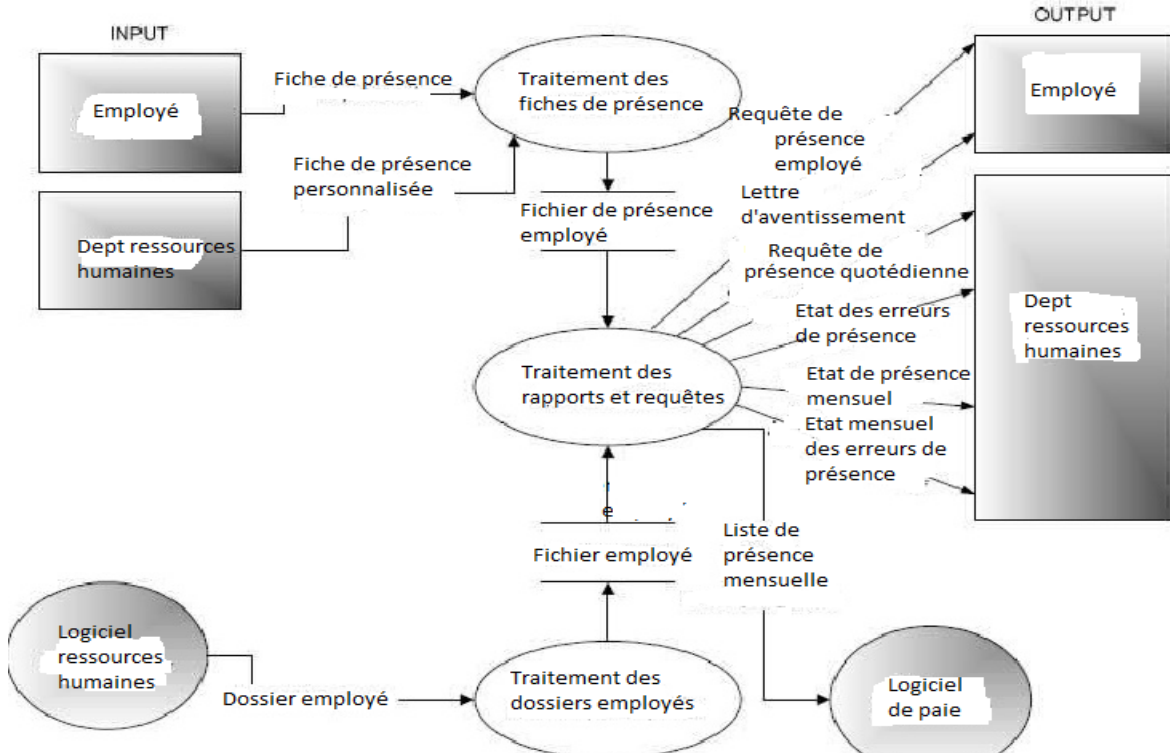 INPUT
OUTPUT
Employé
Fiche de présence
Traitement des
fiches de présence
Employé
Fiche de présence
personnalisée
Dept ressources
humaines
Fichier de présence
employé
Requête de
présence
employé
Lettre
d'aventissement
Requête de
présence quotédienne
Etat des erreurs
de présence
Etat de présence
mensuel
Etat mensuel
des erreurs de
présence
Dept
ressources
humaines
Traitement des
rapports et requêtes
e
Fichier employé
Liste de
présence
mensuelle
Logiciel
ressources
humaines
Dossier employé
Traitement des
dossiers employés
Logiciel
de paie